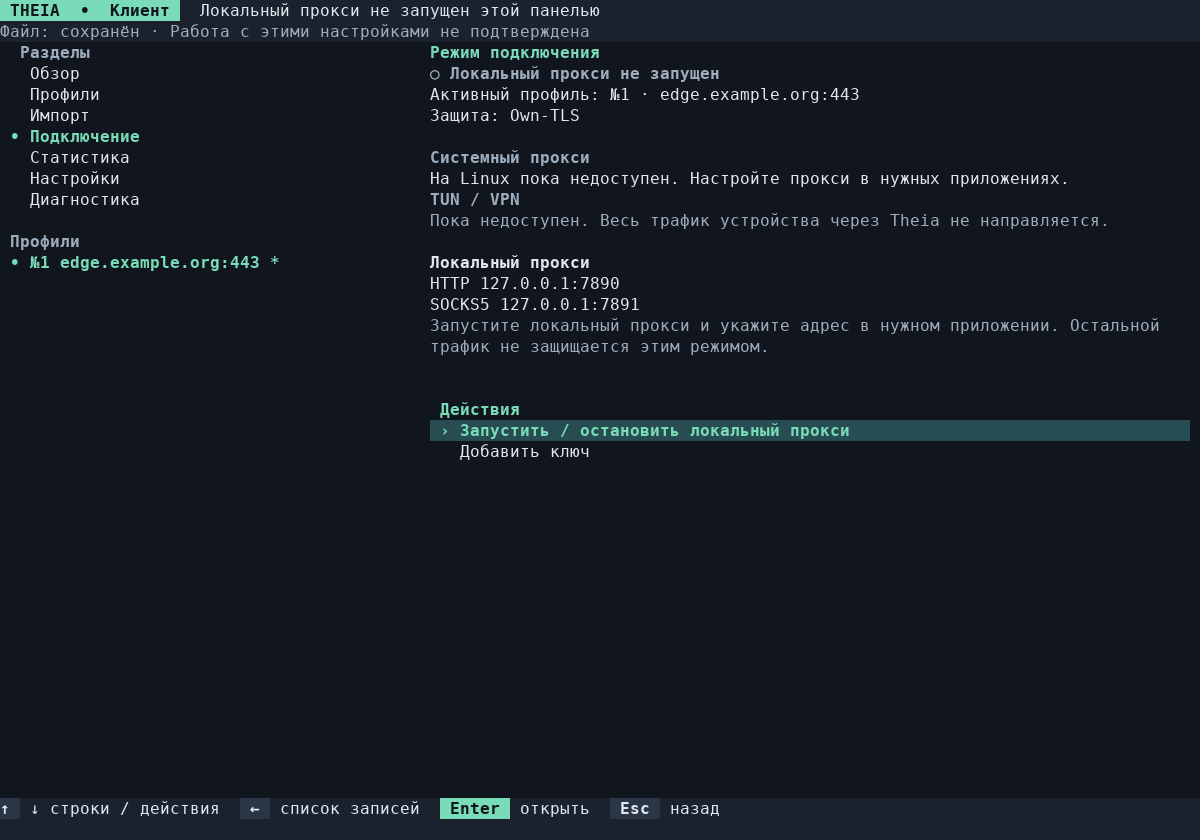 THEIA • Клиент Локальный прокси не запущен этой панелью
Файл: сохранён · Работа с этими настройками не подтверждена
Разделы
Обзор
Профили
Импорт
• Подключение
Статистика
Настройки
Диагностика
Профили
• №1 edge.example.org:443 *
Режим подключения
○ Локальный прокси не запущен
Активный профиль: №1 · edge.example.org:443
Защита: Own-TLS
Системный прокси
На Linux пока недоступен. Настройте прокси в нужных приложениях.
TUN / VPN
Пока недоступен. Весь трафик устройства через Theia не направляется.
Локальный прокси
HTTP 127.0.0.1:7890
SOCKS5 127.0.0.1:7891
Запустите локальный прокси и укажите адрес в нужном приложении. Остальной
трафик не защищается этим режимом.
Действия
› Запустить / остановить локальный прокси
Добавить ключ
↑ ↓ строки / действия ← список записей Enter открыть Esc назад